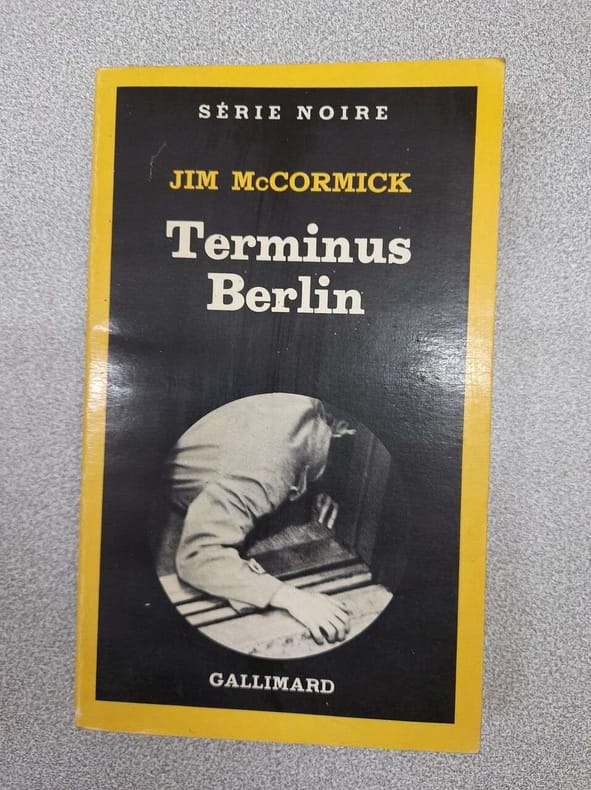 SÉRIE NOIRE
JIM McCORMICK
Terminus
Berlin
GALLIMARD